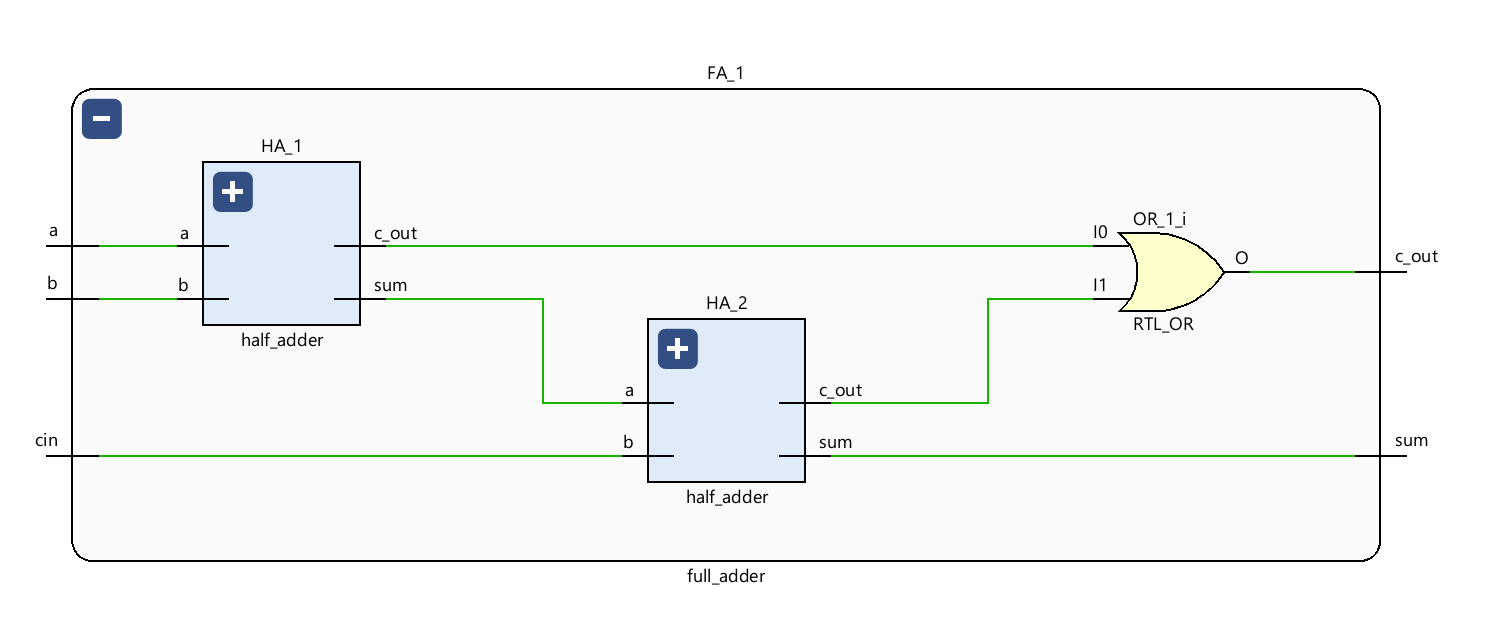 FA_1
HA_1
a
a
c_out
b
b
sum
half_adder
OR_1_i
I0
I1
O
RTL_OR
c_out
HA_2
a
c_out
cin
b
sum
sum
half_adder
full_adder